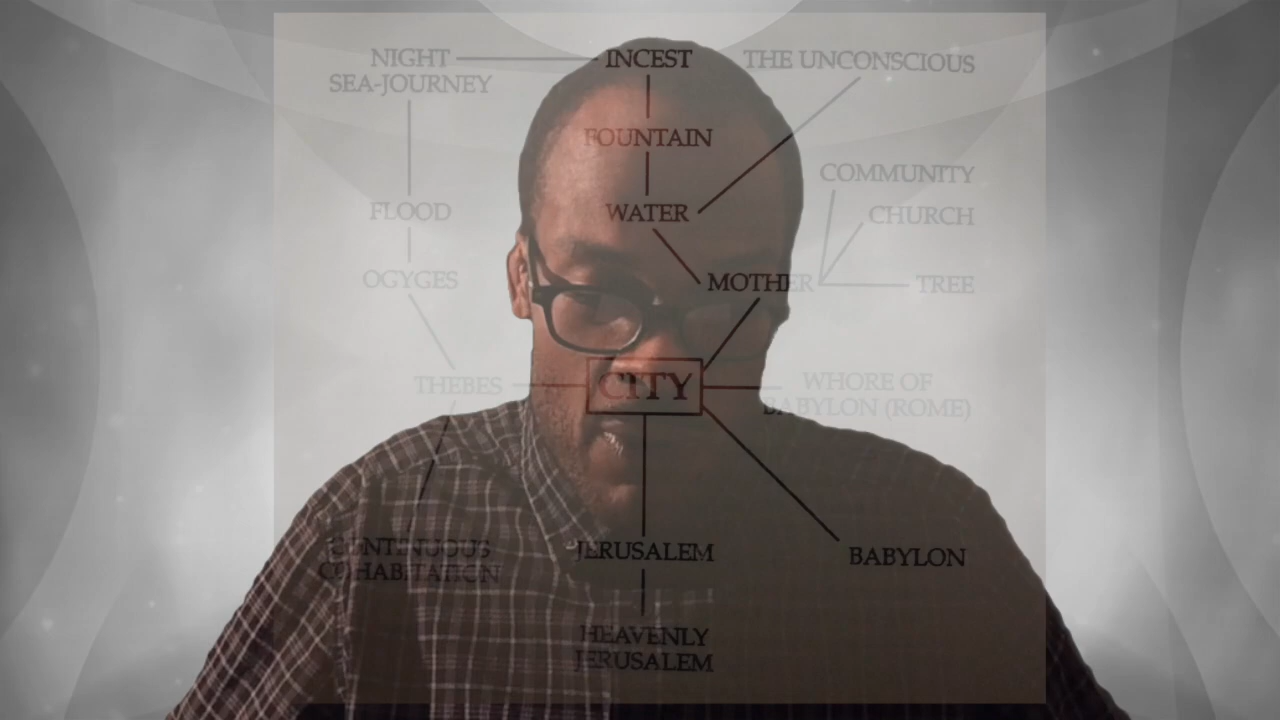 NIGHT
SEA-JOURNEY
INCEST
THE UNCONSCIOUS
FOUNTAIN
COMMUNITY
FLOOD
WATER
CHURCH
OGYGES
MOTHER
TREE
THEBES
CITY
WHORE OF
BABYLON (ROME)
CONTINUOUS
COHABITATION
JERUSALEM
BABYLON
HEAVENLY
JERUSALEM